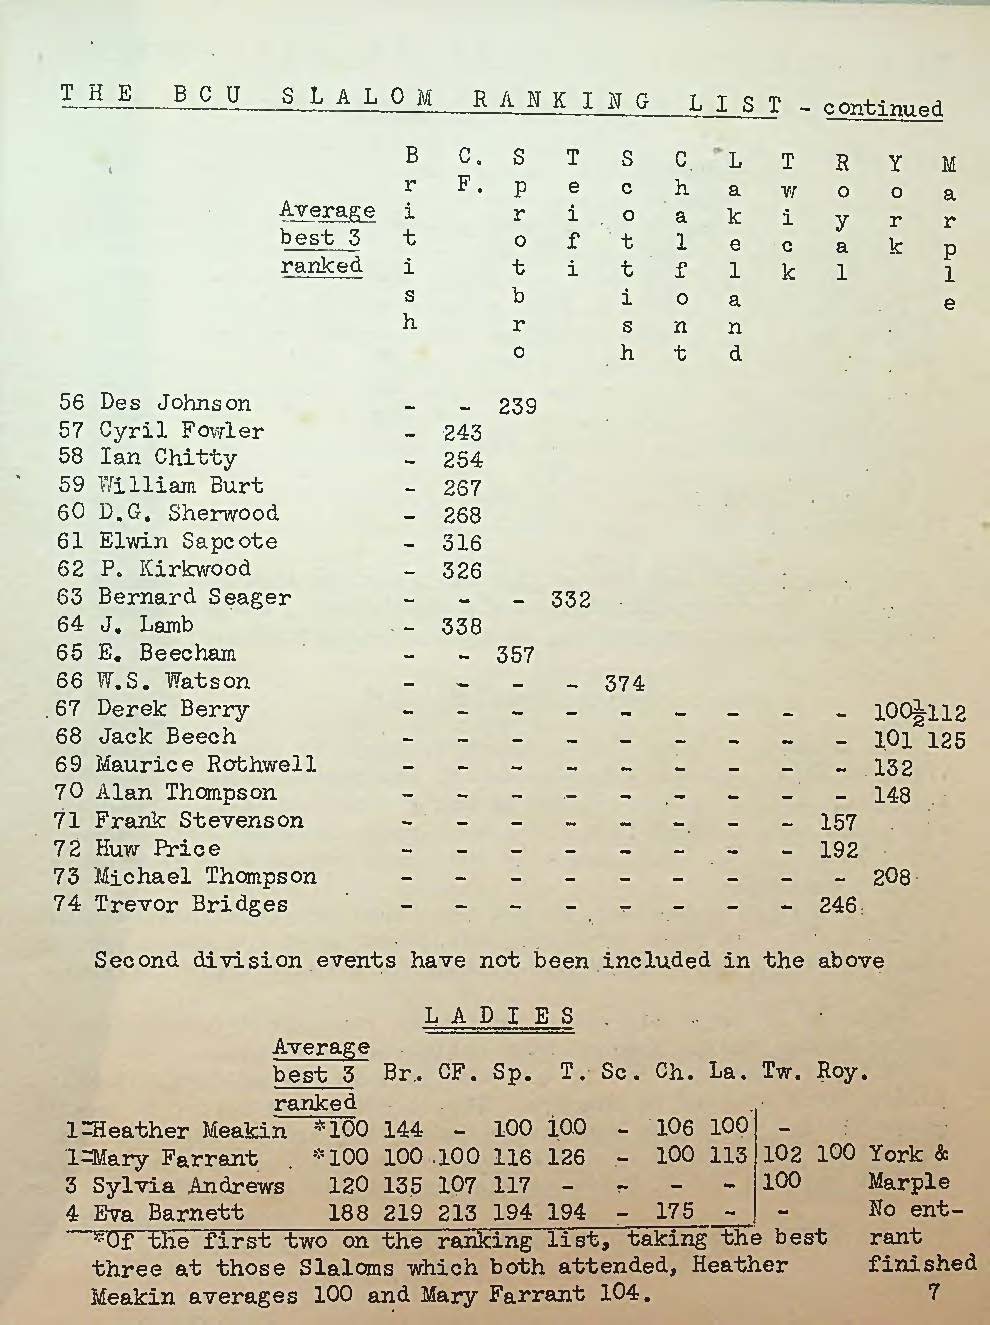 THE BCU SLALOM RANKING LIST - continued
B C. S T S C L T R Y M
r F. p e c h a w o o a
Average i r i o a k i y r r
best 3 t o f t l e c a k p
ranked i t i t f l k l l
s b i o a e
h r s n n
o h t d
56 Des Johnson - - 239
57 Cyril Fowler - 243
58 Ian Chitty - 254
59 William Burt - 267
60 D.G. Sherwood - 268
61 Elwin Sapcote - 316
62 P. Kirkwood - 326
63 Bernard Seager - - - 332
64 J. Lamb - 338
65 E. Beecham - - 357
66 W.S. Watson - - - - 374
67 Derek Berry - - - - - - - - - 100½112
68 Jack Beech - - - - - - - - - 101 125
69 Maurice Rothwell - - - - - - - - - 132
70 Alan Thompson - - - - - - - - - 148
71 Frank Stevenson - - - - - - - - 157
72 Huw Price - - - - - - - - 192
73 Michael Thompson - - - - - - - - - 208
74 Trevor Bridges - - - - - - - - 246
Second division events have not been included in the above
LADIES
Average
best 3 Br. CF. Sp. T. Sc. Ch. La. Tw. Roy.
ranked
1=Heather Meakin *100 144 - 100 100 - 106 100 -
1=Mary Farrant *100 100 100 116 126 - 100 113 102 100 York &
3 Sylvia Andrews 120 135 107 117 - - - - 100 Marple
4 Eva Barnett 188 219 213 194 194 - 175 - - No ent-
*Of the first two on the ranking list, taking the best rant
three at those Slaloms which both attended, Heather finished
Meakin averages 100 and Mary Farrant 104. 7